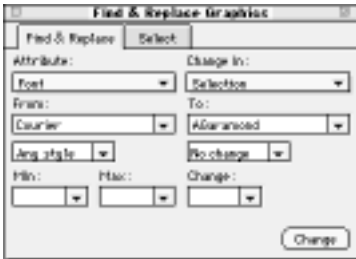 Find & Replace Graphics
Find & Replace Select
Attribute: Change In:
Font Selection
From: To:
Courier AGaramond
Any style No change
Min: Max: Change:
Change